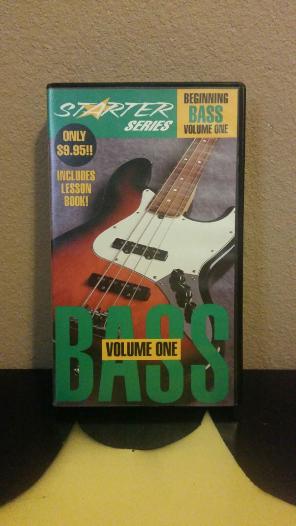 STARTER
SERIES
BEGINNING
BASS
VOLUME ONE
ONLY
$9.95!!
INCLUDES
LESSON
BOOK!
BASS
VOLUME ONE